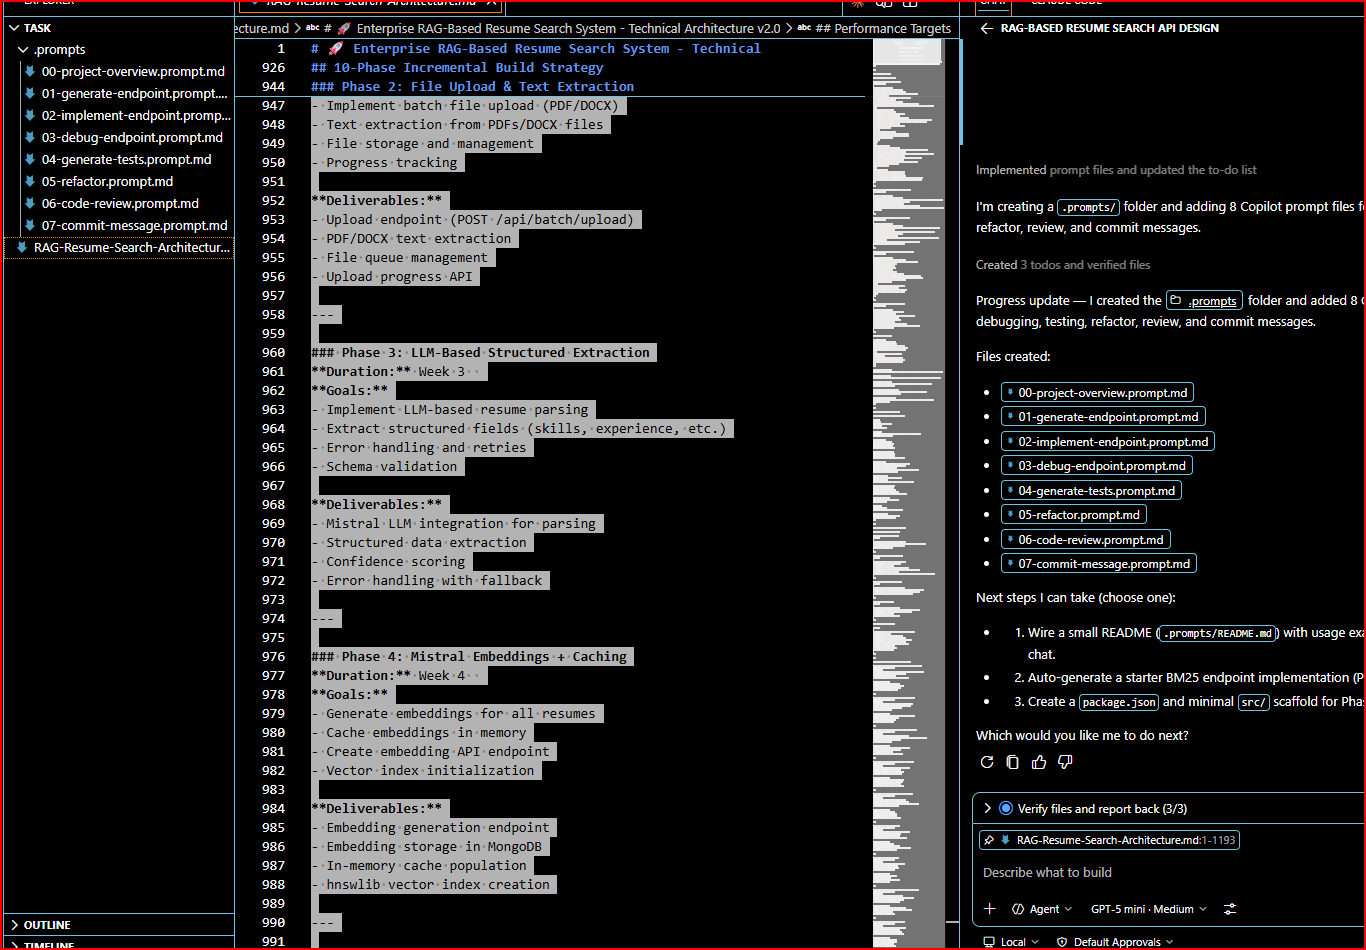 EXPLORER
TASK
.prompts
00-project-overview.prompt.md
01-generate-endpoint.prompt....
02-implement-endpoint.promp...
03-debug-endpoint.prompt.md
04-generate-tests.prompt.md
05-refactor.prompt.md
06-code-review.prompt.md
07-commit-message.prompt.md
RAG-Resume-Search-Architectur...
OUTLINE
TIMELINE
RAG-Resume-Search-Architecture.md
ecture.md > abc # 🚀 Enterprise RAG-Based Resume Search System - Technical Architecture v2.0 > abc ## Performance Targets
1 # 🚀 Enterprise RAG-Based Resume Search System - Technical
926 ## 10-Phase Incremental Build Strategy
944 ### Phase 2: File Upload & Text Extraction
947 - Implement batch file upload (PDF/DOCX)
948 - Text extraction from PDFs/DOCX files
949 - File storage and management
950 - Progress tracking
951
952 **Deliverables:**
953 - Upload endpoint (POST /api/batch/upload)
954 - PDF/DOCX text extraction
955 - File queue management
956 - Upload progress API
957
958 ---
959
960 ### Phase 3: LLM-Based Structured Extraction
961 **Duration:** Week 3
962 **Goals:**
963 - Implement LLM-based resume parsing
964 - Extract structured fields (skills, experience, etc.)
965 - Error handling and retries
966 - Schema validation
967
968 **Deliverables:**
969 - Mistral LLM integration for parsing
970 - Structured data extraction
971 - Confidence scoring
972 - Error handling with fallback
973
974 ---
975
976 ### Phase 4: Mistral Embeddings + Caching
977 **Duration:** Week 4
978 **Goals:**
979 - Generate embeddings for all resumes
980 - Cache embeddings in memory
981 - Create embedding API endpoint
982 - Vector index initialization
983
984 **Deliverables:**
985 - Embedding generation endpoint
986 - Embedding storage in MongoDB
987 - In-memory cache population
988 - hnswlib vector index creation
989
990 ---
991
CHAT CLAUDE CODE
RAG-BASED RESUME SEARCH API DESIGN
Implemented prompt files and updated the to-do list
I'm creating a .prompts/ folder and adding 8 Copilot prompt files f
refactor, review, and commit messages.
Created 3 todos and verified files
Progress update — I created the .prompts folder and added 8
debugging, testing, refactor, review, and commit messages.
Files created:
• 00-project-overview.prompt.md
• 01-generate-endpoint.prompt.md
• 02-implement-endpoint.prompt.md
• 03-debug-endpoint.prompt.md
• 04-generate-tests.prompt.md
• 05-refactor.prompt.md
• 06-code-review.prompt.md
• 07-commit-message.prompt.md
Next steps I can take (choose one):
• 1. Wire a small README (.prompts/README.md) with usage exa
chat.
• 2. Auto-generate a starter BM25 endpoint implementation (P
• 3. Create a package.json and minimal src/ scaffold for Pha
Which would you like me to do next?
Verify files and report back (3/3)
RAG-Resume-Search-Architecture.md:1-1193
Describe what to build
Agent
GPT-5 mini · Medium
Local
Default Approvals